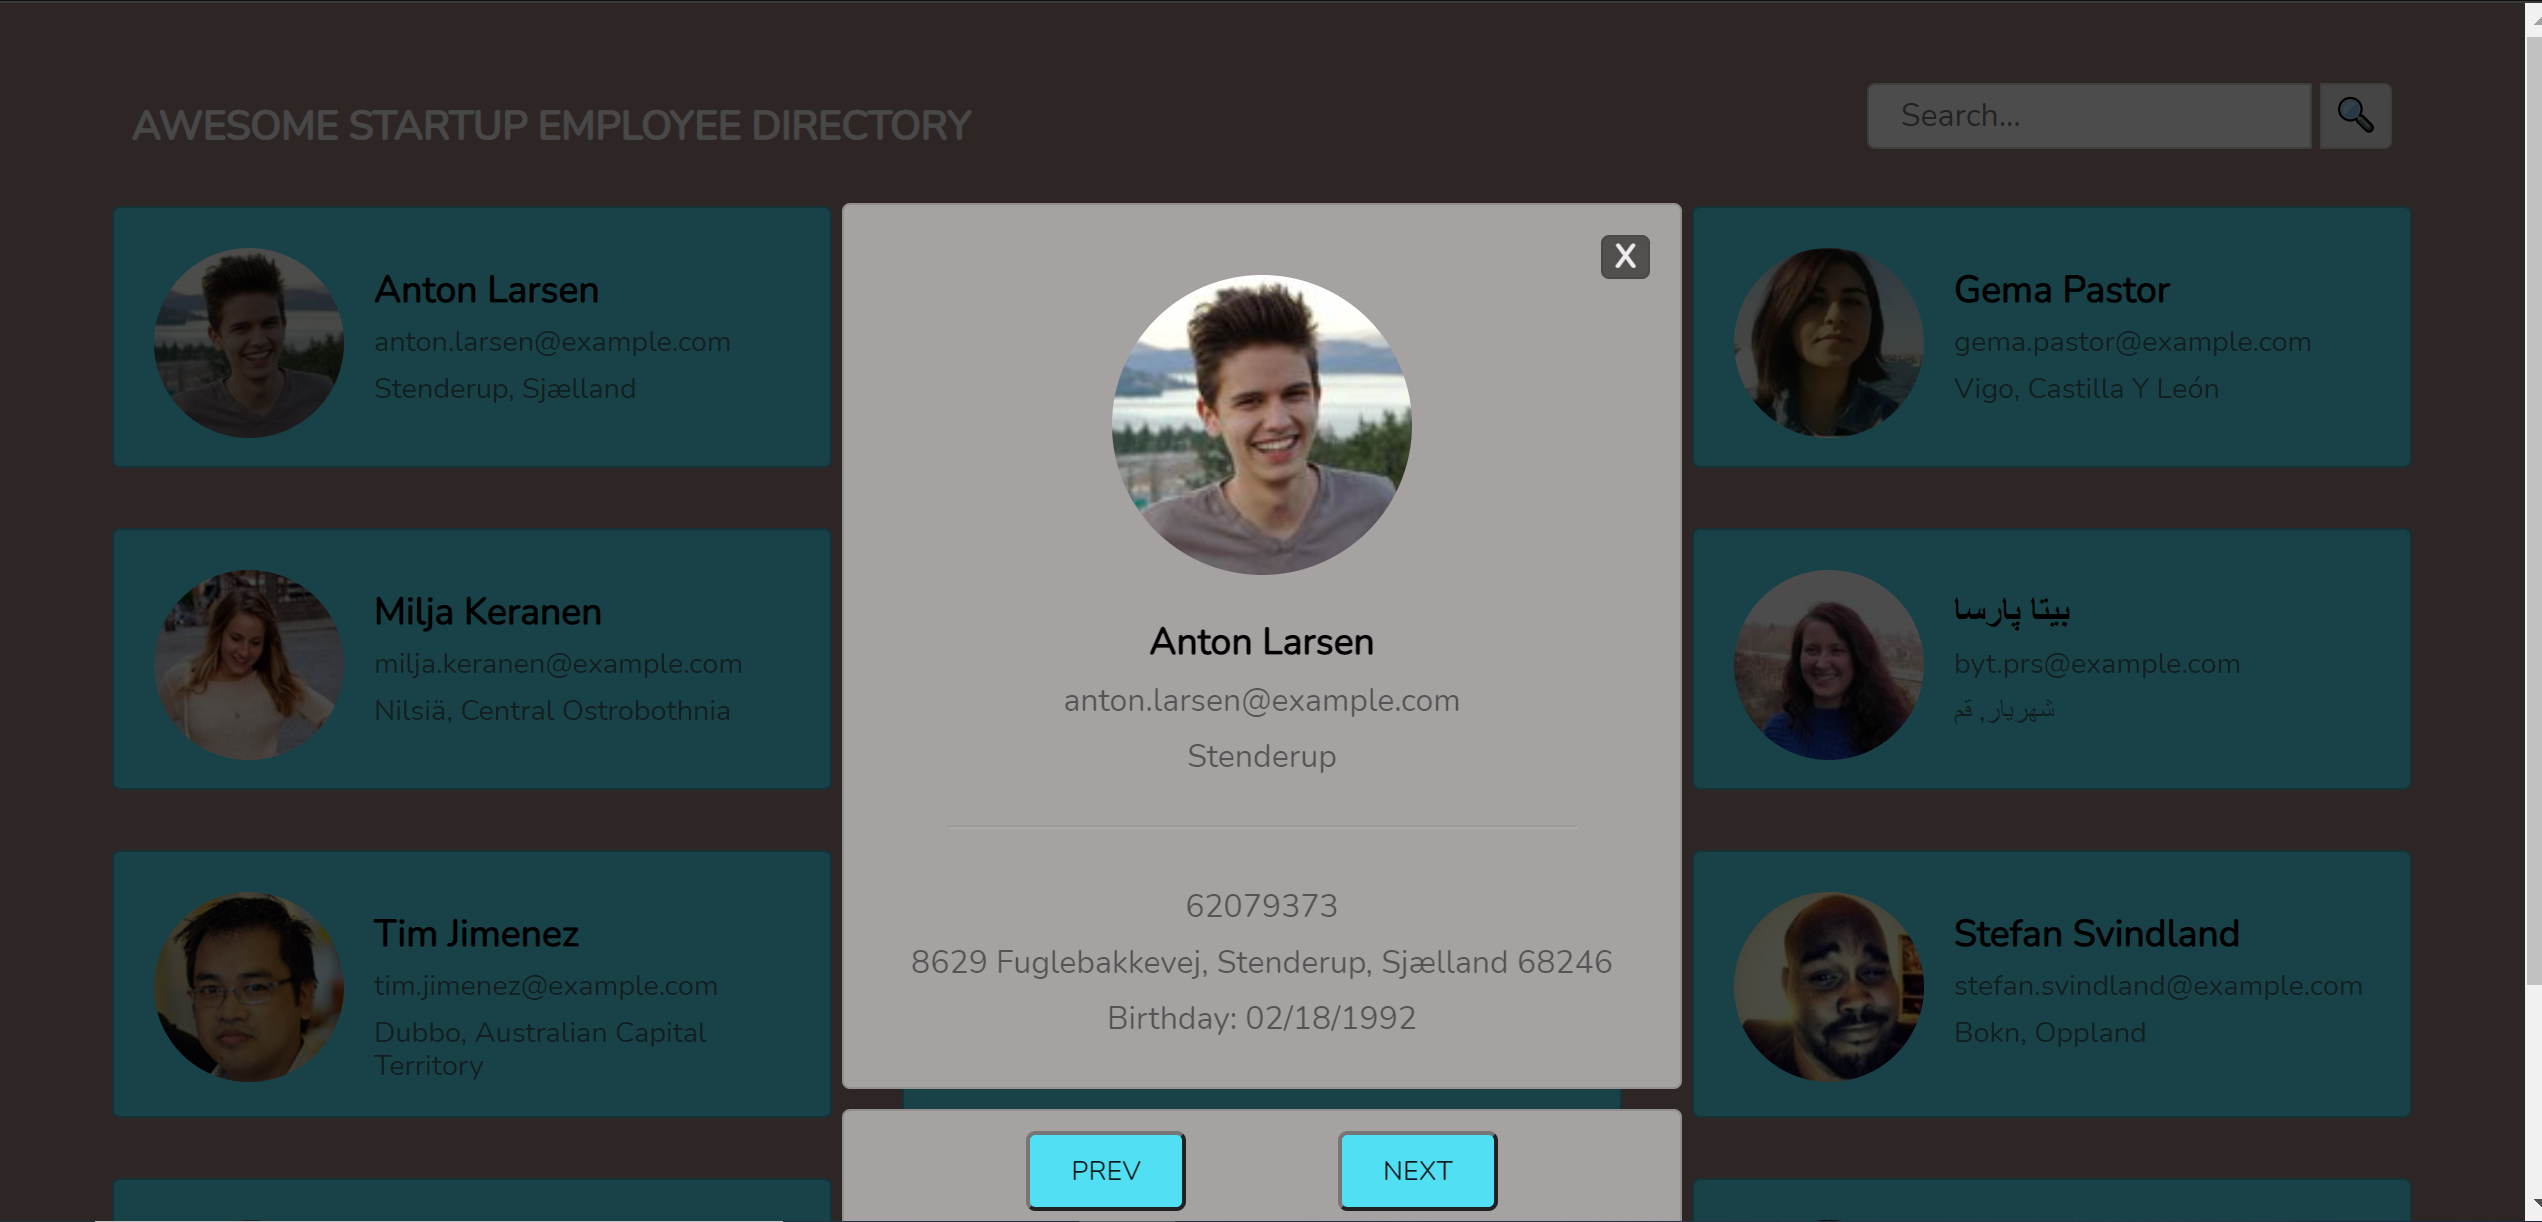 AWESOME STARTUP EMPLOYEE DIRECTORY
Search...
Anton Larsen
anton.larsen@example.com
Stenderup, Sjælland
X
Anton Larsen
anton.larsen@example.com
Stenderup
62079373
8629 Fuglebakkevej, Stenderup, Sjælland 68246
Birthday: 02/18/1992
PREV
NEXT
Gema Pastor
gema.pastor@example.com
Vigo, Castilla Y León
Milja Keranen
milja.keranen@example.com
Nilsiä, Central Ostrobothnia
بیتا پارسا
byt.prs@example.com
شهریار, قم
Tim Jimenez
tim.jimenez@example.com
Dubbo, Australian Capital
Territory
Stefan Svindland
stefan.svindland@example.com
Bokn, Oppland